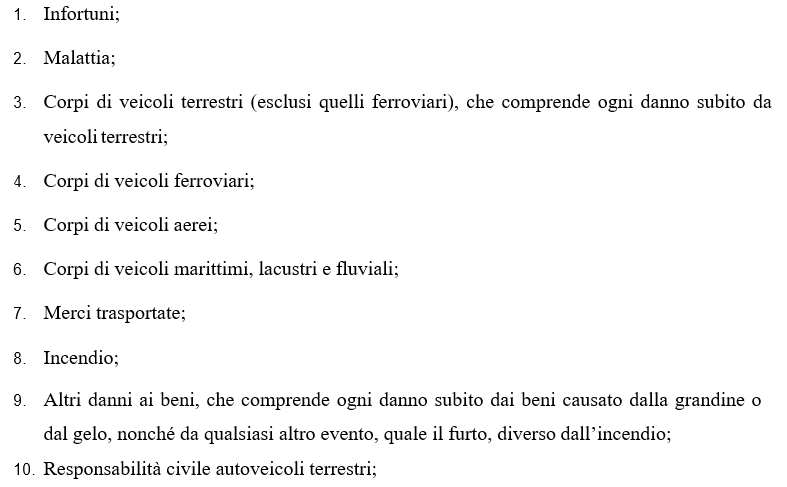 1. Infortuni;
2. Malattia;
3. Corpi di veicoli terrestri (esclusi quelli ferroviari), che comprende ogni danno subito da
veicoli terrestri;
4. Corpi di veicoli ferroviari;
5. Corpi di veicoli aerei;
6. Corpi di veicoli marittimi, lacustri e fluviali;
7. Merci trasportate;
8. Incendio;
9. Altri danni ai beni, che comprende ogni danno subito dai beni causato dalla grandine o
dal gelo, nonché da qualsiasi altro evento, quale il furto, diverso dall’incendio;
10. Responsabilità civile autoveicoli terrestri;